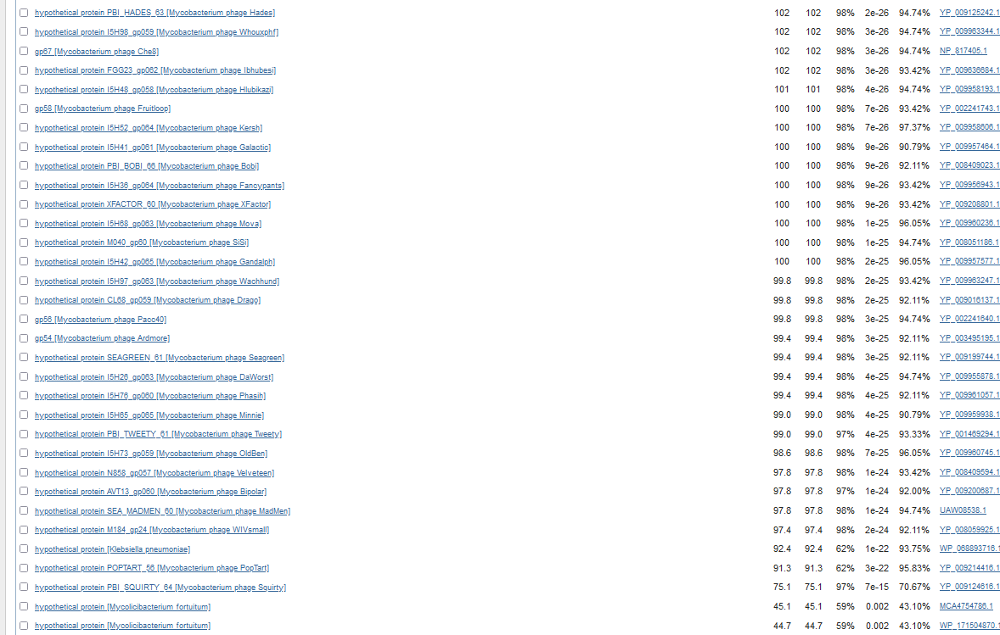 hypothetical protein PBI_HADES_63 [Mycobacterium phage Hades] 102 102 98% 2e-26 94.74% YP_009125242.1
hypothetical protein I5H98_gp059 [Mycobacterium phage Whouxphf] 102 102 98% 3e-26 94.74% YP_009963344.1
gp67 [Mycobacterium phage Che8] 102 102 98% 3e-26 94.74% NP_817405.1
hypothetical protein FGG23_gp062 [Mycobacterium phage Ibhubesi] 102 102 98% 3e-26 93.42% YP_009636684.1
hypothetical protein I5H48_gp058 [Mycobacterium phage Hlubikazi] 101 101 98% 4e-26 94.74% YP_009958193.1
gp58 [Mycobacterium phage Fruitloop] 100 100 98% 7e-26 93.42% YP_002241743.1
hypothetical protein I5H52_gp064 [Mycobacterium phage Kersh] 100 100 98% 7e-26 97.37% YP_009958606.1
hypothetical protein I5H41_gp061 [Mycobacterium phage Galactic] 100 100 98% 9e-26 90.79% YP_009957464.1
hypothetical protein PBI_BOBI_66 [Mycobacterium phage Bobi] 100 100 98% 9e-26 92.11% YP_008409023.1
hypothetical protein I5H36_gp064 [Mycobacterium phage Fancypants] 100 100 98% 9e-26 93.42% YP_009956943.1
hypothetical protein XFACTOR_60 [Mycobacterium phage XFactor] 100 100 98% 9e-26 93.42% YP_009208801.1
hypothetical protein I5H68_gp063 [Mycobacterium phage Mova] 100 100 98% 1e-25 96.05% YP_009960236.1
hypothetical protein M040_gp60 [Mycobacterium phage SiSi] 100 100 98% 1e-25 94.74% YP_008051186.1
hypothetical protein I5H42_gp065 [Mycobacterium phage Gandalph] 100 100 98% 2e-25 96.05% YP_009957577.1
hypothetical protein I5H97_gp063 [Mycobacterium phage Wachhund] 99.8 99.8 98% 2e-25 93.42% YP_009963247.1
hypothetical protein CL68_gp059 [Mycobacterium phage Drago] 99.8 99.8 98% 2e-25 92.11% YP_009016137.1
gp56 [Mycobacterium phage Pacc40] 99.8 99.8 98% 3e-25 94.74% YP_002241640.1
gp54 [Mycobacterium phage Ardmore] 99.4 99.4 98% 3e-25 92.11% YP_003495195.1
hypothetical protein SEAGREEN_61 [Mycobacterium phage Seagreen] 99.4 99.4 98% 3e-25 92.11% YP_009199744.1
hypothetical protein I5H26_gp063 [Mycobacterium phage DaWorst] 99.4 99.4 98% 4e-25 94.74% YP_009955878.1
hypothetical protein I5H76_gp060 [Mycobacterium phage Phasih] 99.4 99.4 98% 4e-25 92.11% YP_009961057.1
hypothetical protein I5H65_gp065 [Mycobacterium phage Minnie] 99.0 99.0 98% 4e-25 90.79% YP_009959938.1
hypothetical protein PBI_TWEETY_61 [Mycobacterium phage Tweety] 99.0 99.0 97% 4e-25 93.33% YP_001469294.1
hypothetical protein I5H73_gp059 [Mycobacterium phage OldBen] 98.6 98.6 98% 7e-25 96.05% YP_009960745.1
hypothetical protein N858_gp057 [Mycobacterium phage Velveteen] 97.8 97.8 98% 1e-24 93.42% YP_008409594.1
hypothetical protein AVT13_gp060 [Mycobacterium phage Bipolar] 97.8 97.8 97% 1e-24 92.00% YP_009200687.1
hypothetical protein SEA_MADMEN_60 [Mycobacterium phage MadMen] 97.8 97.8 98% 1e-24 94.74% UAW08538.1
hypothetical protein M184_gp24 [Mycobacterium phage WIVsmall] 97.4 97.4 98% 2e-24 92.11% YP_008059925.1
hypothetical protein [Klebsiella pneumoniae] 92.4 92.4 62% 1e-22 93.75% WP_068893716.1
hypothetical protein POPTART_56 [Mycobacterium phage PopTart] 91.3 91.3 62% 3e-22 95.83% YP_009214416.1
hypothetical protein PBI_SQUIRTY_64 [Mycobacterium phage Squirty] 75.1 75.1 97% 7e-15 70.67% YP_009124616.1
hypothetical protein [Mycolicibacterium fortuitum] 45.1 45.1 59% 0.002 43.10% MCA4754786.1
hypothetical protein [Mycolicibacterium fortuitum] 44.7 44.7 59% 0.002 43.10% WP_171504870.1